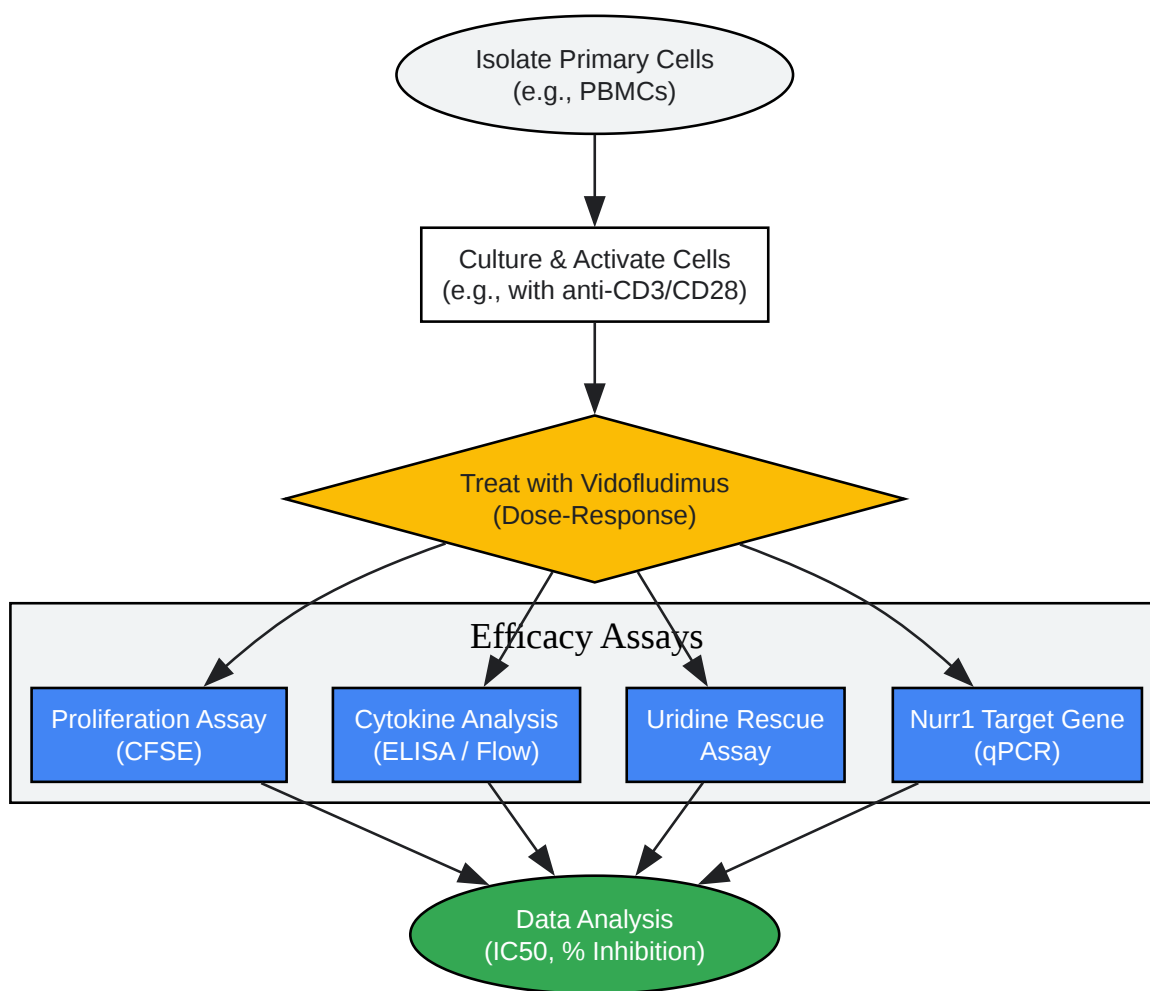 Isolate Primary Cells
(e.g., PBMCs)
Culture & Activate Cells
(e.g., with anti-CD3/CD28)
Treat with Vidofludimus
(Dose-Response)
Efficacy Assays
Proliferation Assay
(CFSE)
Cytokine Analysis
(ELISA / Flow)
Uridine Rescue
Assay
Nurr1 Target Gene
(qPCR)
Data Analysis
(IC50, % Inhibition)